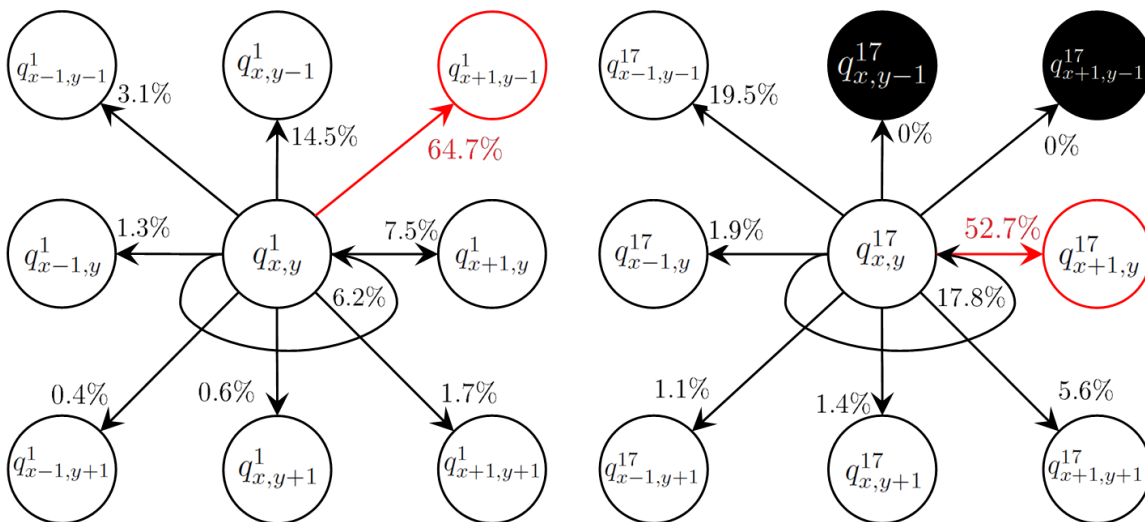 q^1_{x-1,y-1}
q^1_{x,y-1}
q^1_{x+1,y-1}
3.1%
14.5%
64.7%
q^1_{x-1,y}
1.3%
q^1_{x,y}
7.5%
q^1_{x+1,y}
6.2%
0.4%
0.6%
1.7%
q^1_{x-1,y+1}
q^1_{x,y+1}
q^1_{x+1,y+1}
q^{17}_{x-1,y-1}
q^{17}_{x,y-1}
q^{17}_{x+1,y-1}
19.5%
0%
0%
q^{17}_{x-1,y}
1.9%
q^{17}_{x,y}
52.7%
q^{17}_{x+1,y}
17.8%
1.1%
1.4%
5.6%
q^{17}_{x-1,y+1}
q^{17}_{x,y+1}
q^{17}_{x+1,y+1}